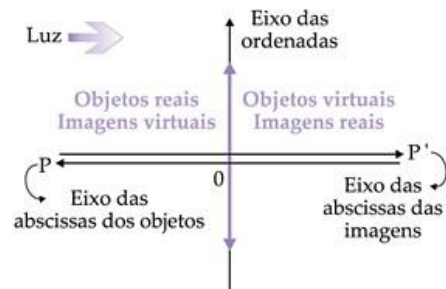 Luz
Eixo das
ordenadas
Objetos reais
Imagens virtuais
Objetos virtuais
Imagens reais
P
P'
0
Eixo das
abscissas dos objetos
Eixo das
abscissas das
imagens